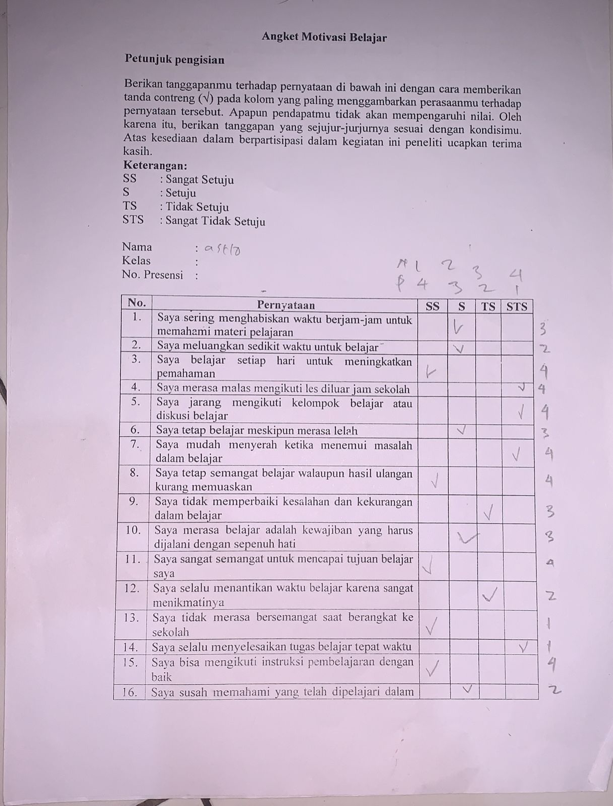 Angket Motivasi Belajar
Petunjuk pengisian
Berikan tanggapanmu terhadap pernyataan di bawah ini dengan cara memberikan
tanda contreng (√) pada kolom yang paling menggambarkan perasaanmu terhadap
pernyataan tersebut. Apapun pendapatmu tidak akan mempengaruhi nilai. Oleh
karena itu, berikan tanggapan yang sejujur-jurjurnya sesuai dengan kondisimu.
Atas kesediaan dalam berpartisipasi dalam kegiatan ini peneliti ucapkan terima
kasih.
Keterangan:
SS : Sangat Setuju
S : Setuju
TS : Tidak Setuju
STS : Sangat Tidak Setuju
Nama :
Kelas :
No. Presensi :
N 1 2 3 4
P 4 3 2 1
No. Pernyataan SS S TS STS
1. Saya sering menghabiskan waktu berjam-jam untuk √ 3
memahami materi pelajaran
2. Saya meluangkan sedikit waktu untuk belajar √ 2
3. Saya belajar setiap hari untuk meningkatkan √ 4
pemahaman
4. Saya merasa malas mengikuti les diluar jam sekolah √ 4
5. Saya jarang mengikuti kelompok belajar atau √ 4
diskusi belajar
6. Saya tetap belajar meskipun merasa lelah √ 3
7. Saya mudah menyerah ketika menemui masalah √ 4
dalam belajar
8. Saya tetap semangat belajar walaupun hasil ulangan √ 4
kurang memuaskan
9. Saya tidak memperbaiki kesalahan dan kekurangan √ 3
dalam belajar
10. Saya merasa belajar adalah kewajiban yang harus √ 3
dijalani dengan sepenuh hati
11. Saya sangat semangat untuk mencapai tujuan belajar √ 4
saya
12. Saya selalu menantikan waktu belajar karena sangat √ 2
menikmatinya
13. Saya tidak merasa bersemangat saat berangkat ke √ 1
sekolah
14. Saya selalu menyelesaikan tugas belajar tepat waktu √ 1
15. Saya bisa mengikuti instruksi pembelajaran dengan √ 4
baik
16. Saya susah memahami yang telah dipelajari dalam √ 2